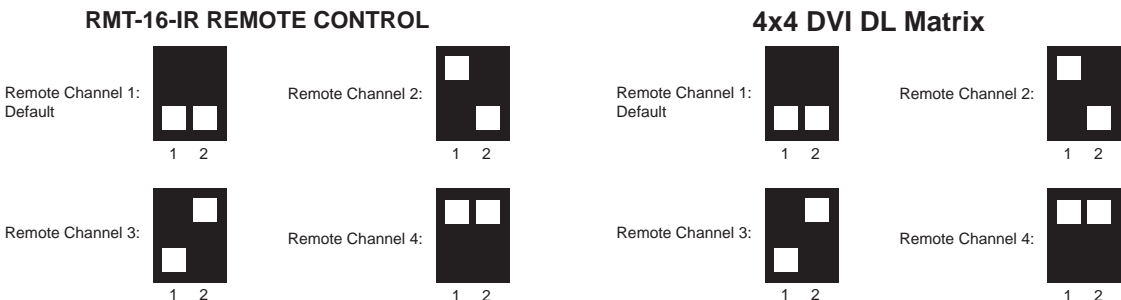 RMT-16-IR REMOTE CONTROL
Remote Channel 1:
Default
1 2
Remote Channel 2:
1 2
Remote Channel 3:
1 2
Remote Channel 4:
1 2
4x4 DVI DL Matrix
Remote Channel 1:
Default
1 2
Remote Channel 2:
1 2
Remote Channel 3:
1 2
Remote Channel 4:
1 2